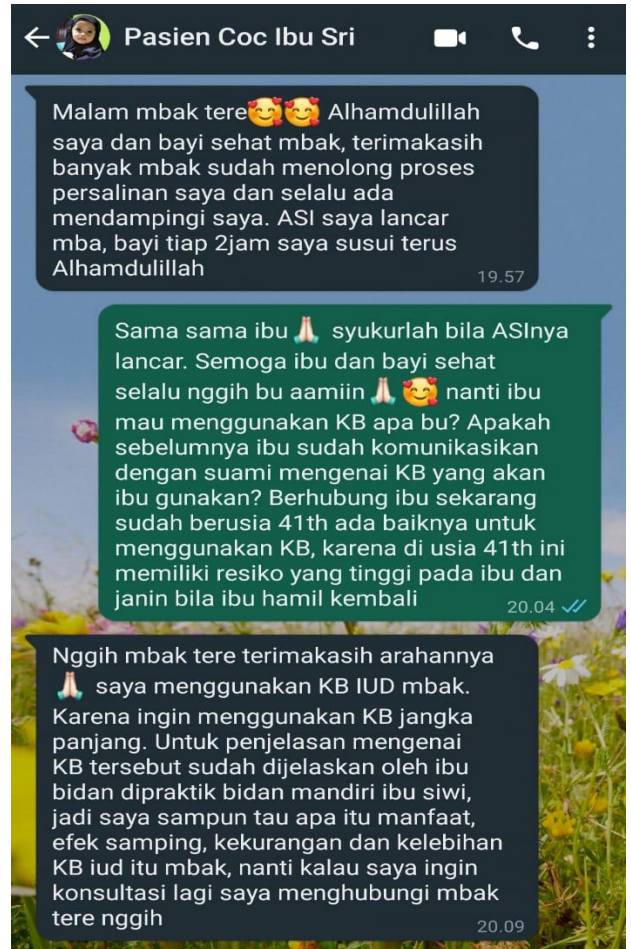 Pasien Coc Ibu Sri
Malam mbak tere🥰🥰 Alhamdulillah
saya dan bayi sehat mbak, terimakasih
banyak mbak sudah menolong proses
persalinan saya dan selalu ada
mendampingi saya. ASI saya lancar
mba, bayi tiap 2jam saya susui terus
Alhamdulillah
19.57
Sama sama ibu🙏🏻 syukurlah bila ASInya
lancar. Semoga ibu dan bayi sehat
selalu nggih bu aamiin🙏🏻🥰 nanti ibu
mau menggunakan KB apa bu? Apakah
sebelumnya ibu sudah komunikasikan
dengan suami mengenai KB yang akan
ibu gunakan? Berhubung ibu sekarang
sudah berusia 41th ada baiknya untuk
menggunakan KB, karena di usia 41th ini
memiliki resiko yang tinggi pada ibu dan
janin bila ibu hamil kembali
20.04
Nggih mbak tere terimakasih arahannya
🙏🏻 saya menggunakan KB IUD mbak.
Karena ingin menggunakan KB jangka
panjang. Untuk penjelasan mengenai
KB tersebut sudah dijelaskan oleh ibu
bidan dipraktik bidan mandiri ibu siwi,
jadi saya sampun tau apa itu manfaat,
efek samping, kekurangan dan kelebihan
KB iud itu mbak, nanti kalau saya ingin
konsultasi lagi saya menghubungi mbak
tere nggih
20.09